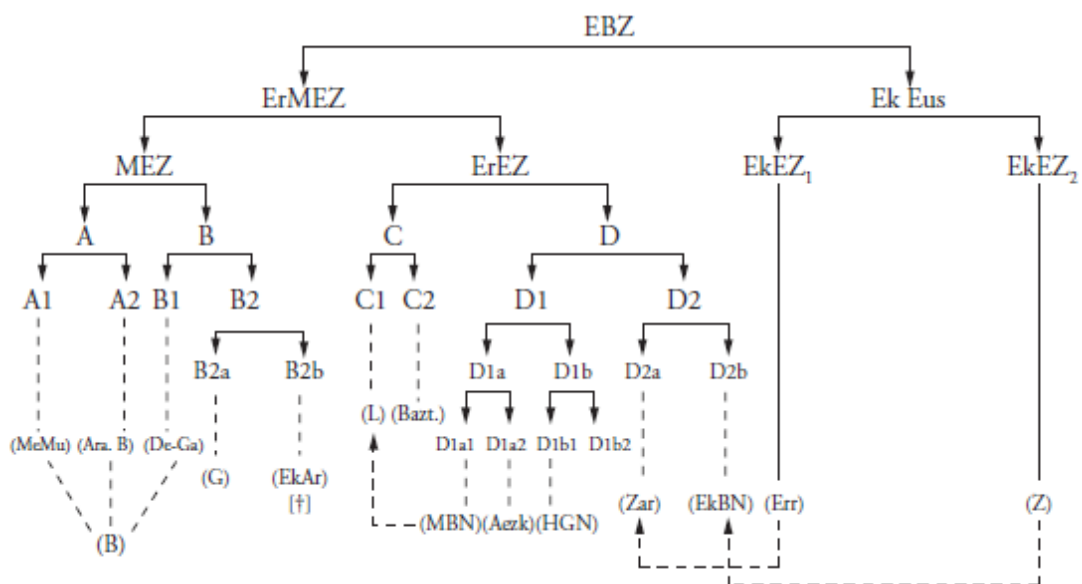 EBZ
ErMEZ Ek Eus
MEZ ErEZ EkEZ₁ EkEZ₂
A B C D
A1 A2 B1 B2 C1 C2 D1 D2
B2a B2b D1a D1b D2a D2b
(L) (Bazt.)
(MeMu) (Ara. B) (De-Ga) D1a1 D1a2 D1b1 D1b2
(G) (EkAr) (Zar) (EkBN) (Err) (Z)
[†]
(MBN) (Aezk) (HGN)
(B)